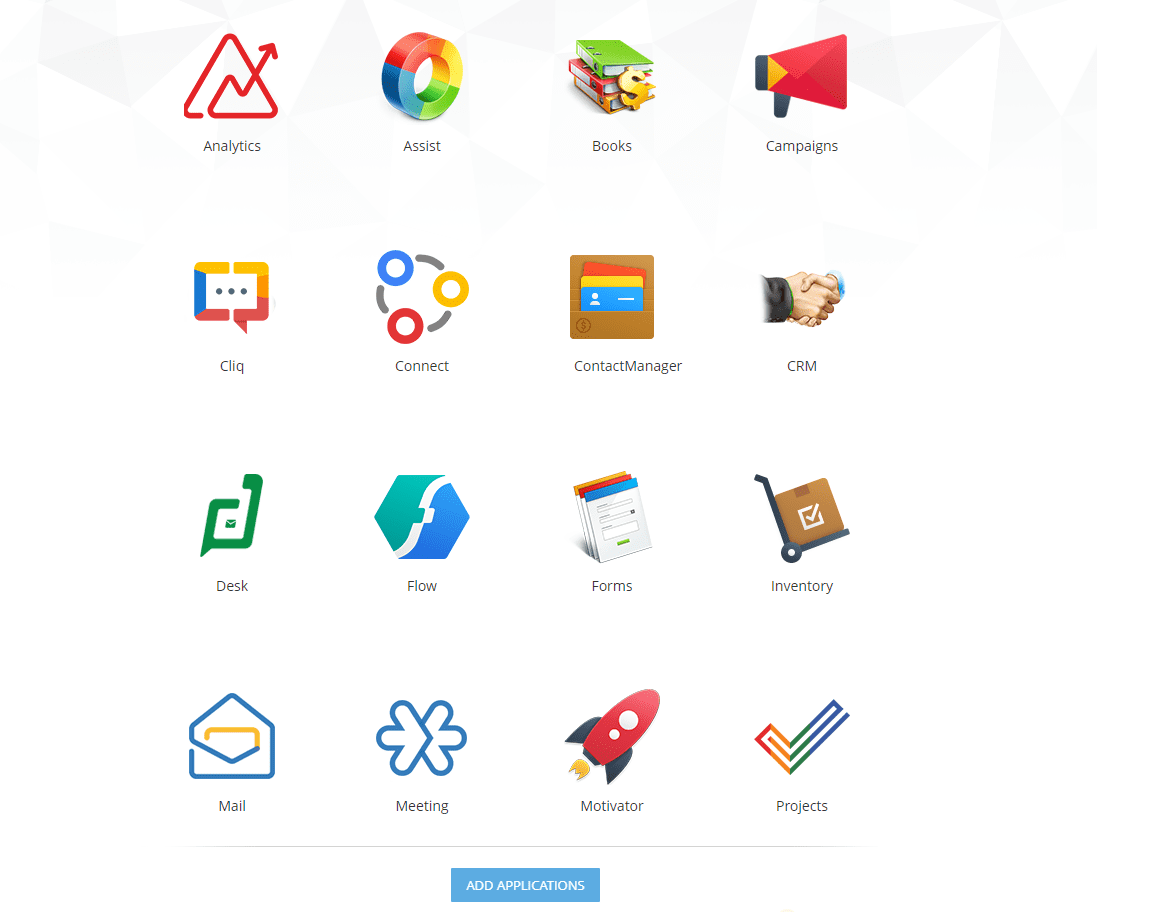 Analytics
Assist
Books
Campaigns
Cliq
Connect
ContactManager
CRM
Desk
Flow
Forms
Inventory
Mail
Meeting
Motivator
Projects
ADD APPLICATIONS